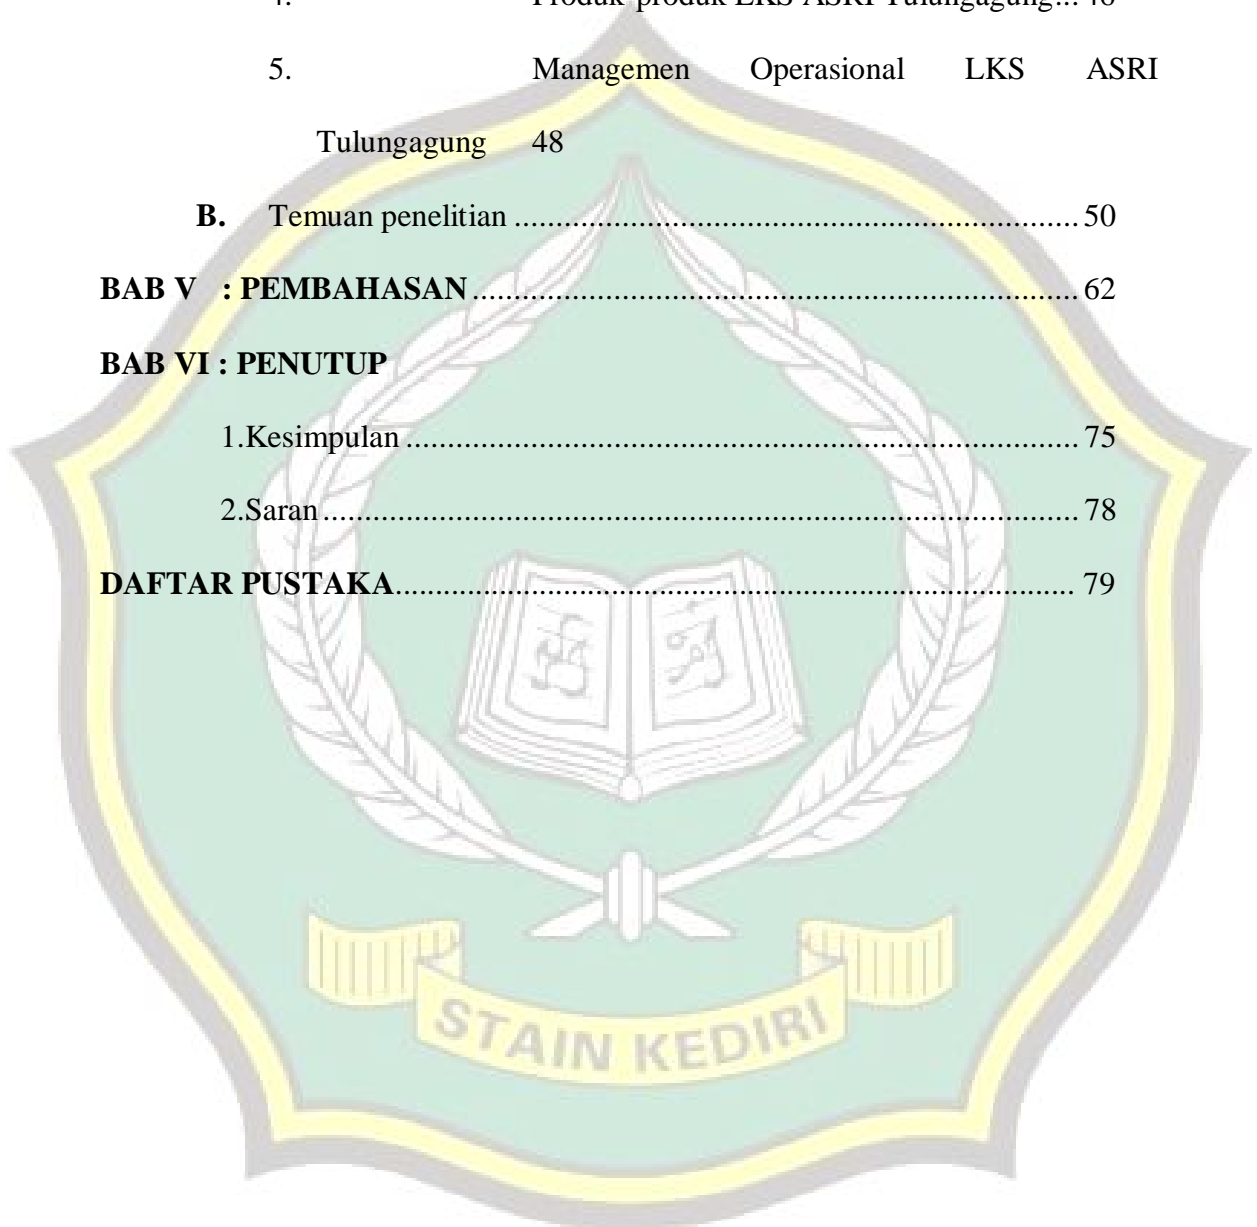 4. Produk-produk LKS ASRI Tulungagung... 46
5. Managemen Operasional LKS ASRI
Tulungagung 48
B. Temuan penelitian ........................................................................ 50
BAB V : PEMBAHASAN ............................................................................. 62
BAB VI : PENUTUP
1.Kesimpulan ..................................................................................... 75
2.Saran ................................................................................................ 78
DAFTAR PUSTAKA...................................................................................... 79
STAIN KEDIRI